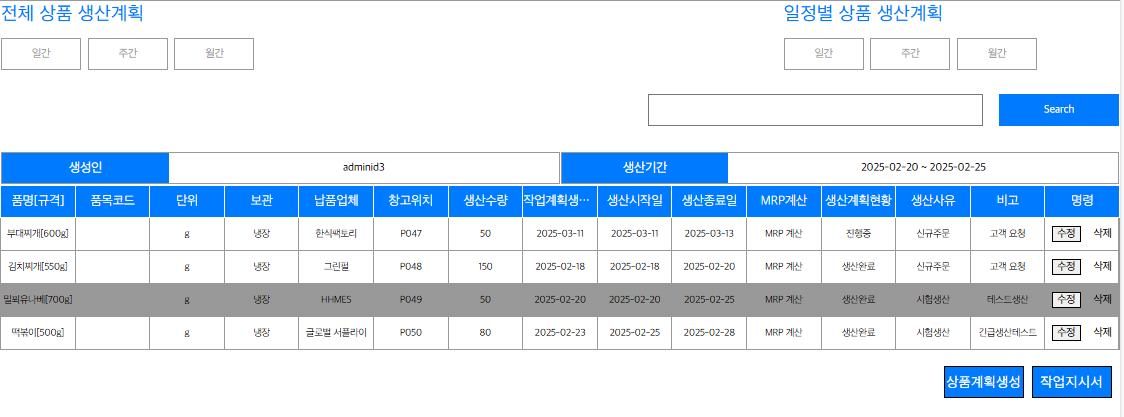 전체 상품 생산계획 일정별 상품 생산계획
일간 주간 월간 일간 주간 월간
Search
생성인 adminid3 생산기간 2025-02-20 ~ 2025-02-25
품명[규격] 품목코드 단위 보관 납품업체 창고위치 생산수량 작업계획생... 생산시작일 생산종료일 MRP계산 생산계획현황 생산사유 비고 명령
부대찌개[600g] g 냉장 한식팩토리 P047 50 2025-03-11 2025-03-11 2025-03-13 MRP 계산 진행중 신규주문 고객 요청 수정 삭제
김치찌개[550g] g 냉장 그린필 P048 150 2025-02-18 2025-02-18 2025-02-20 MRP 계산 생산완료 신규주문 고객 요청 수정 삭제
밀푀유나베[700g] g 냉장 HHMES P049 50 2025-02-20 2025-02-20 2025-02-25 MRP 계산 생산완료 시험생산 테스트생산 수정 삭제
떡볶이[500g] g 냉장 글로벌 서플라이 P050 80 2025-02-23 2025-02-25 2025-02-28 MRP 계산 생산완료 시험생산 긴급생산테스트 수정 삭제
상품계획생성 작업지시서